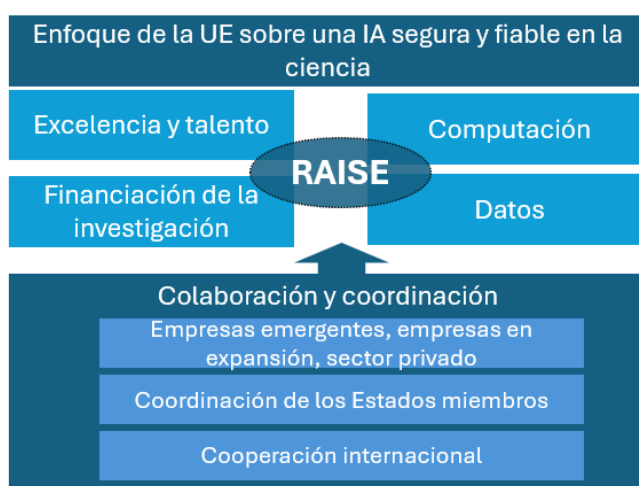 Enfoque de la UE sobre una IA segura y fiable en la
ciencia
Excelencia y talento
Computación
RAISE
Financiación de la
investigación
Datos
Colaboración y coordinación
Empresas emergentes, empresas en
expansión, sector privado
Coordinación de los Estados miembros
Cooperación internacional